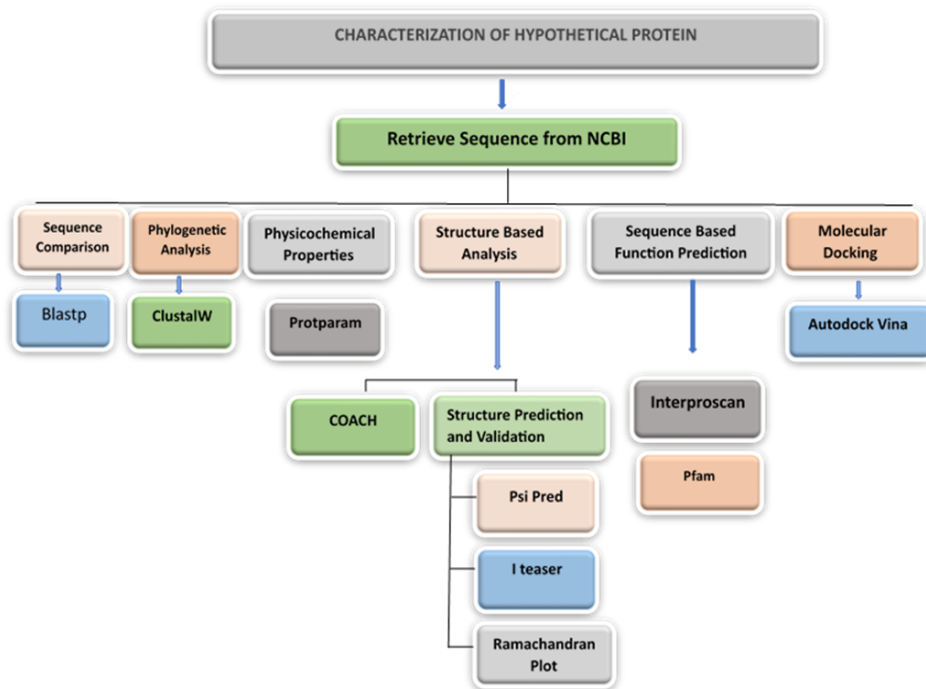 CHARACTERIZATION OF HYPOTHETICAL PROTEIN
Retrieve Sequence from NCBI
Sequence
Comparison
Phylogenetic
Analysis
Physicochemical
Properties
Structure Based
Analysis
Sequence Based
Function Prediction
Molecular
Docking
Blastp
ClustalW
Protparam
Autodock Vina
COACH
Structure Prediction
and Validation
Interproscan
Pfam
Psi Pred
I teaser
Ramachandran
Plot